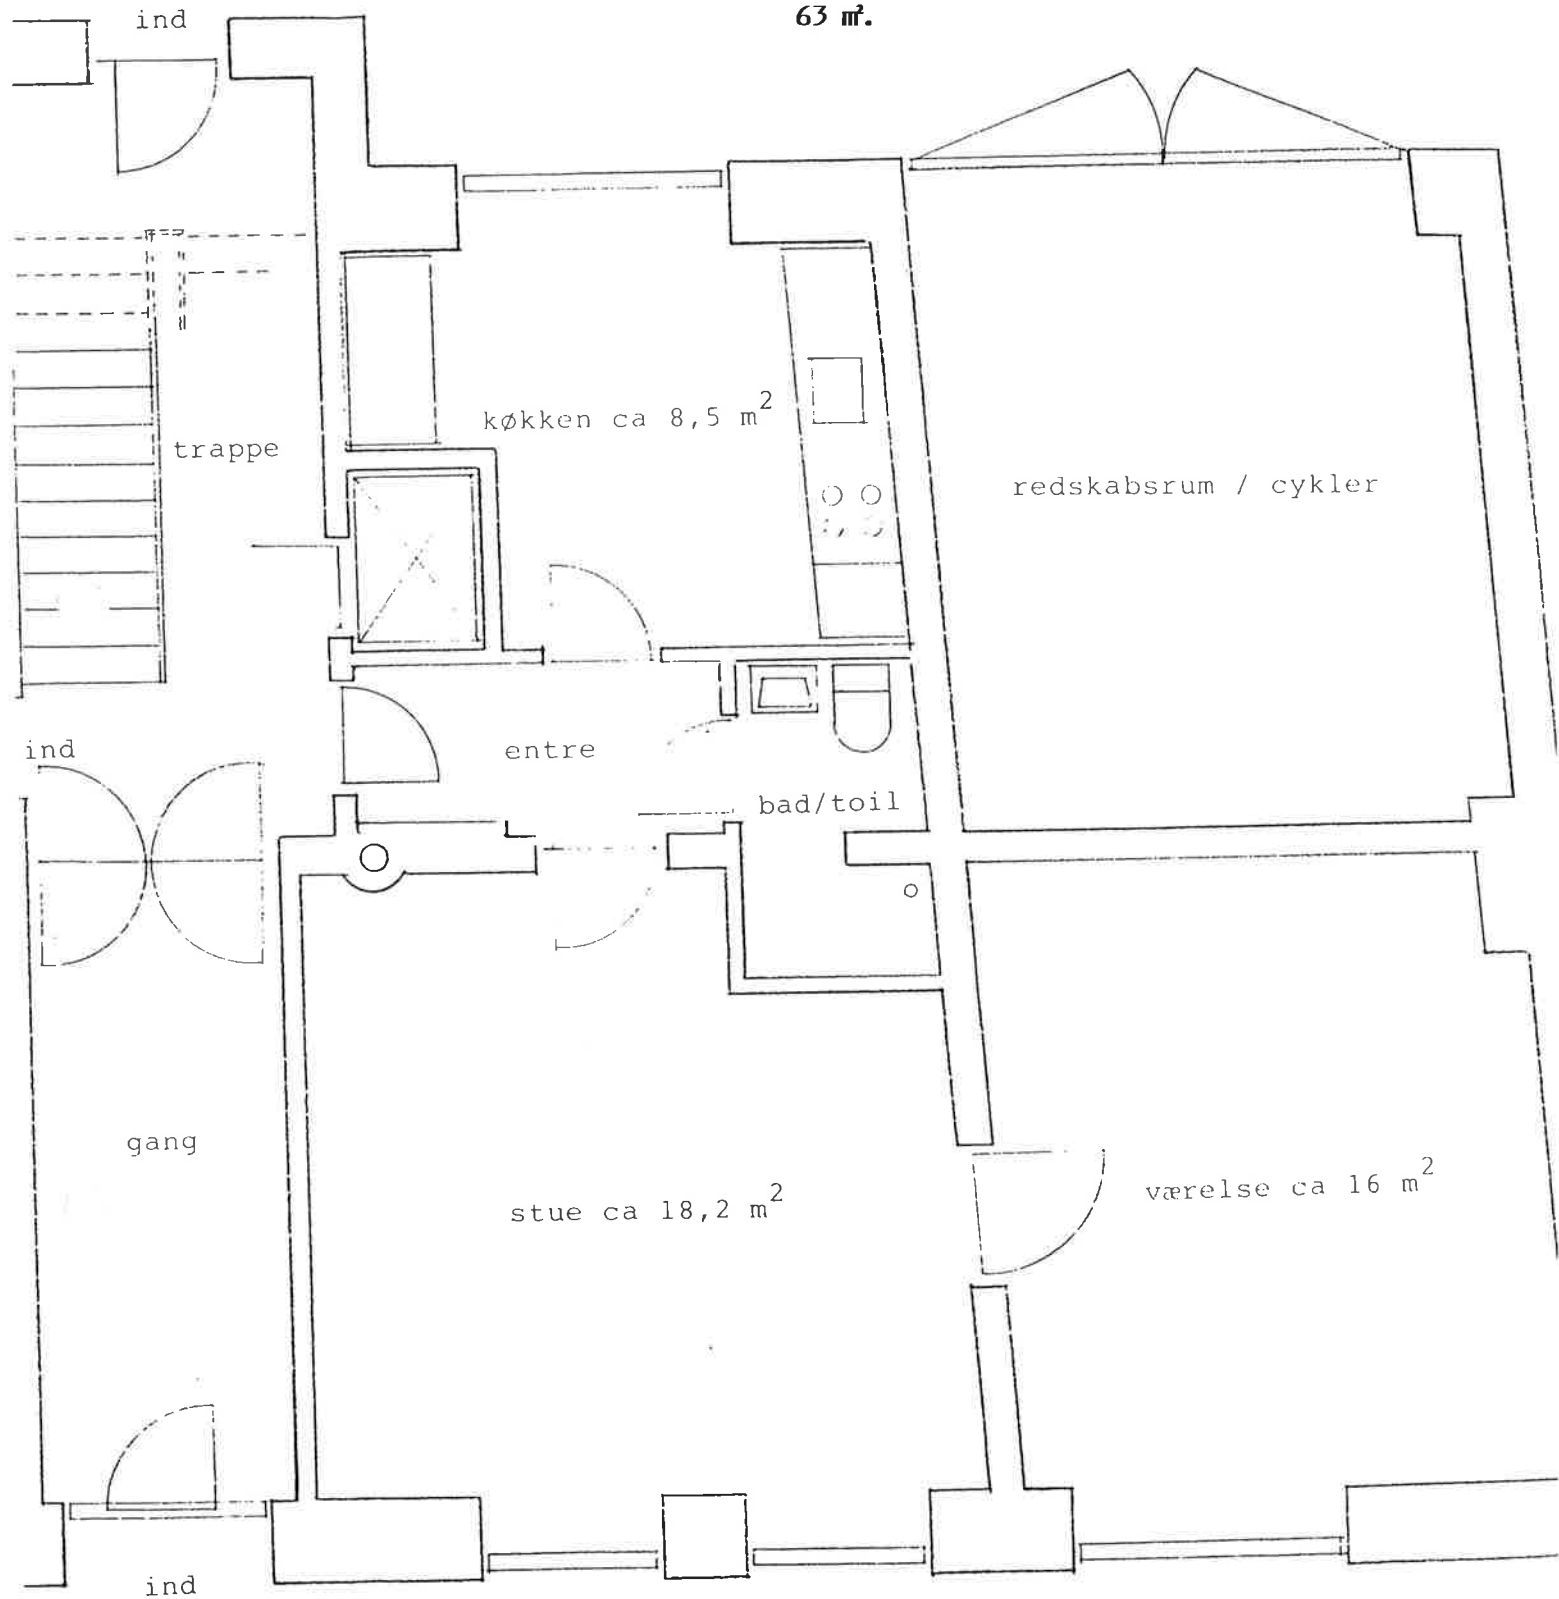 ind
63 m².
køkken ca 8,5 m²
trappe
redskabsrum / cykler
ind
entre
bad/toil
gang
stue ca 18,2 m²
værelse ca 16 m²
ind